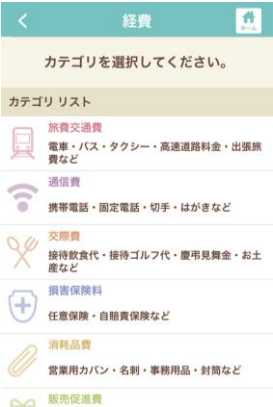 経費
ホーム
カテゴリを選択してください。
カテゴリ リスト
旅費交通費
電車・バス・タクシー・高速道路料金・出張旅
費など
通信費
携帯電話・固定電話・切手・はがきなど
交際費
接待飲食代・接待ゴルフ代・慶弔見舞金・お土
産など
損害保険料
任意保険・自賠責保険など
消耗品費
営業用カバン・名刺・事務用品・封筒など
販売促進費